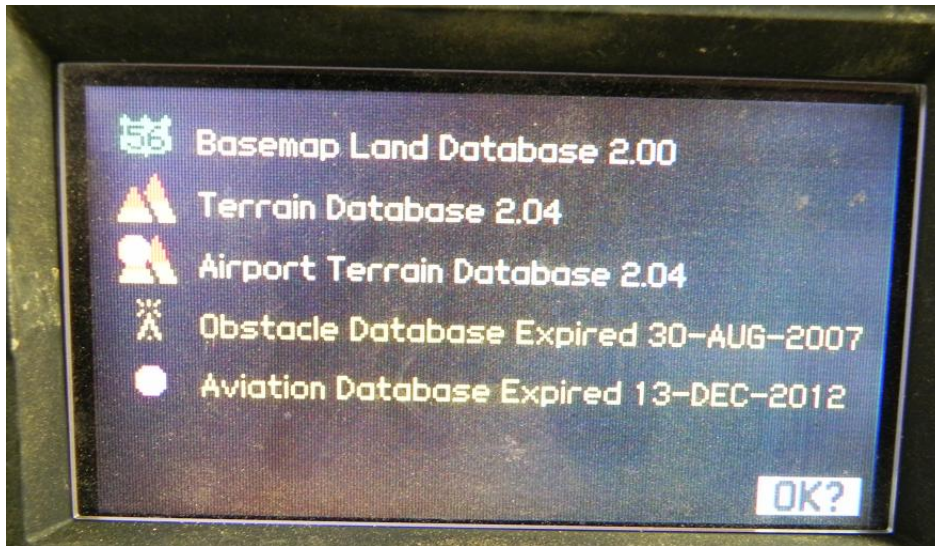 56 Basemap Land Database 2.00
Terrain Database 2.04
Airport Terrain Database 2.04
Obstacle Database Expired 30-AUG-2007
Aviation Database Expired 13-DEC-2012
OK?